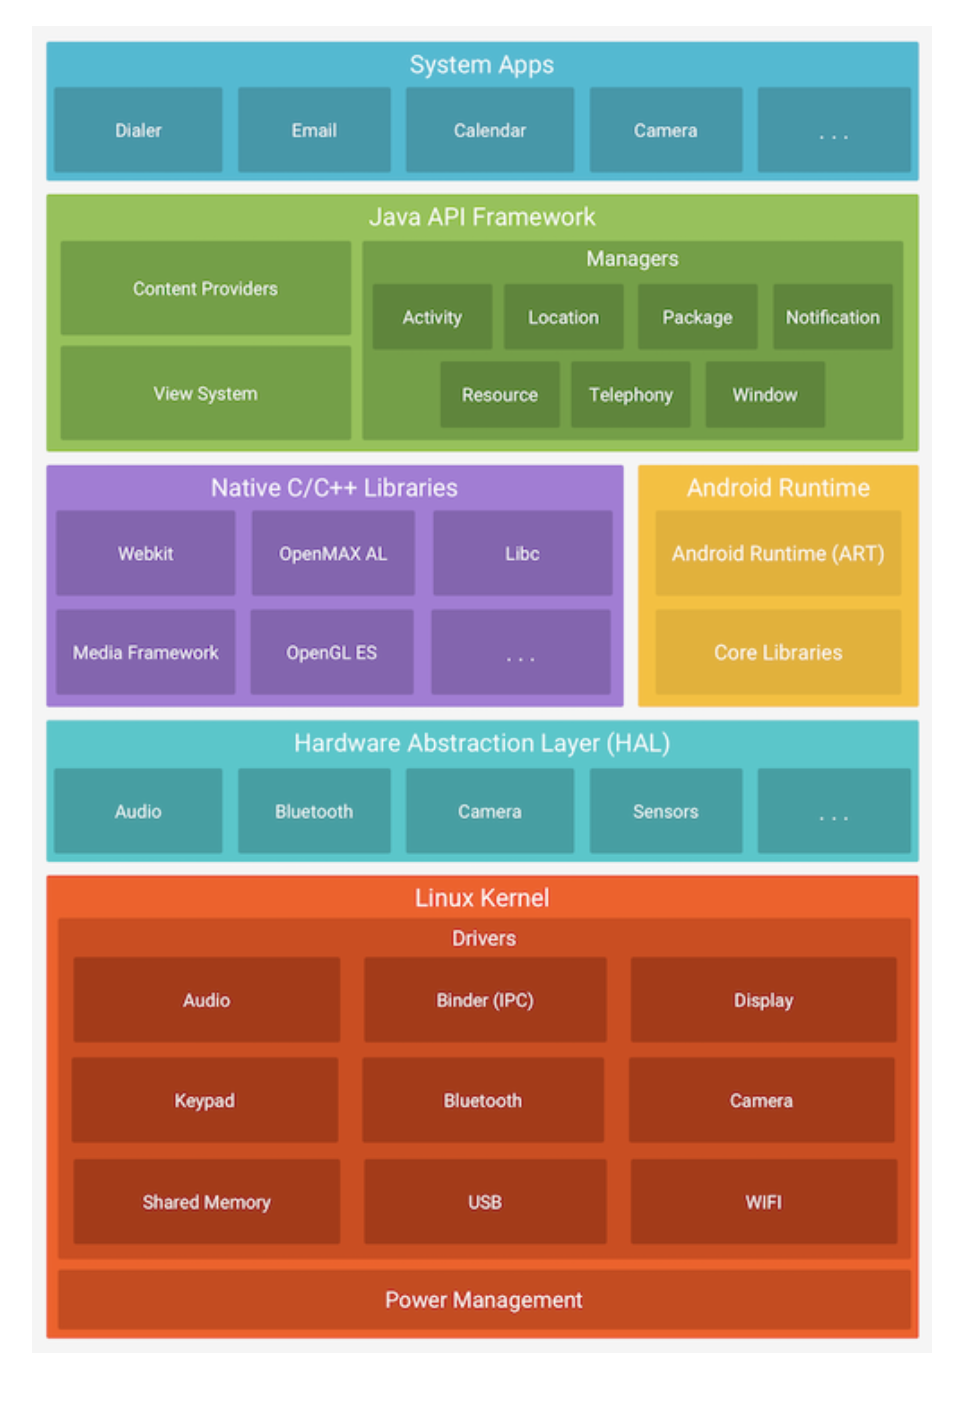 System Apps
Dialer
Email
Calendar
Camera
. . .
Java API Framework
Content Providers
View System
Managers
Activity
Location
Package
Notification
Resource
Telephony
Window
Native C/C++ Libraries
Webkit
OpenMAX AL
Libc
Media Framework
OpenGL ES
. . .
Android Runtime
Android Runtime (ART)
Core Libraries
Hardware Abstraction Layer (HAL)
Audio
Bluetooth
Camera
Sensors
. . .
Linux Kernel
Drivers
Audio
Binder (IPC)
Display
Keypad
Bluetooth
Camera
Shared Memory
USB
WIFI
Power Management